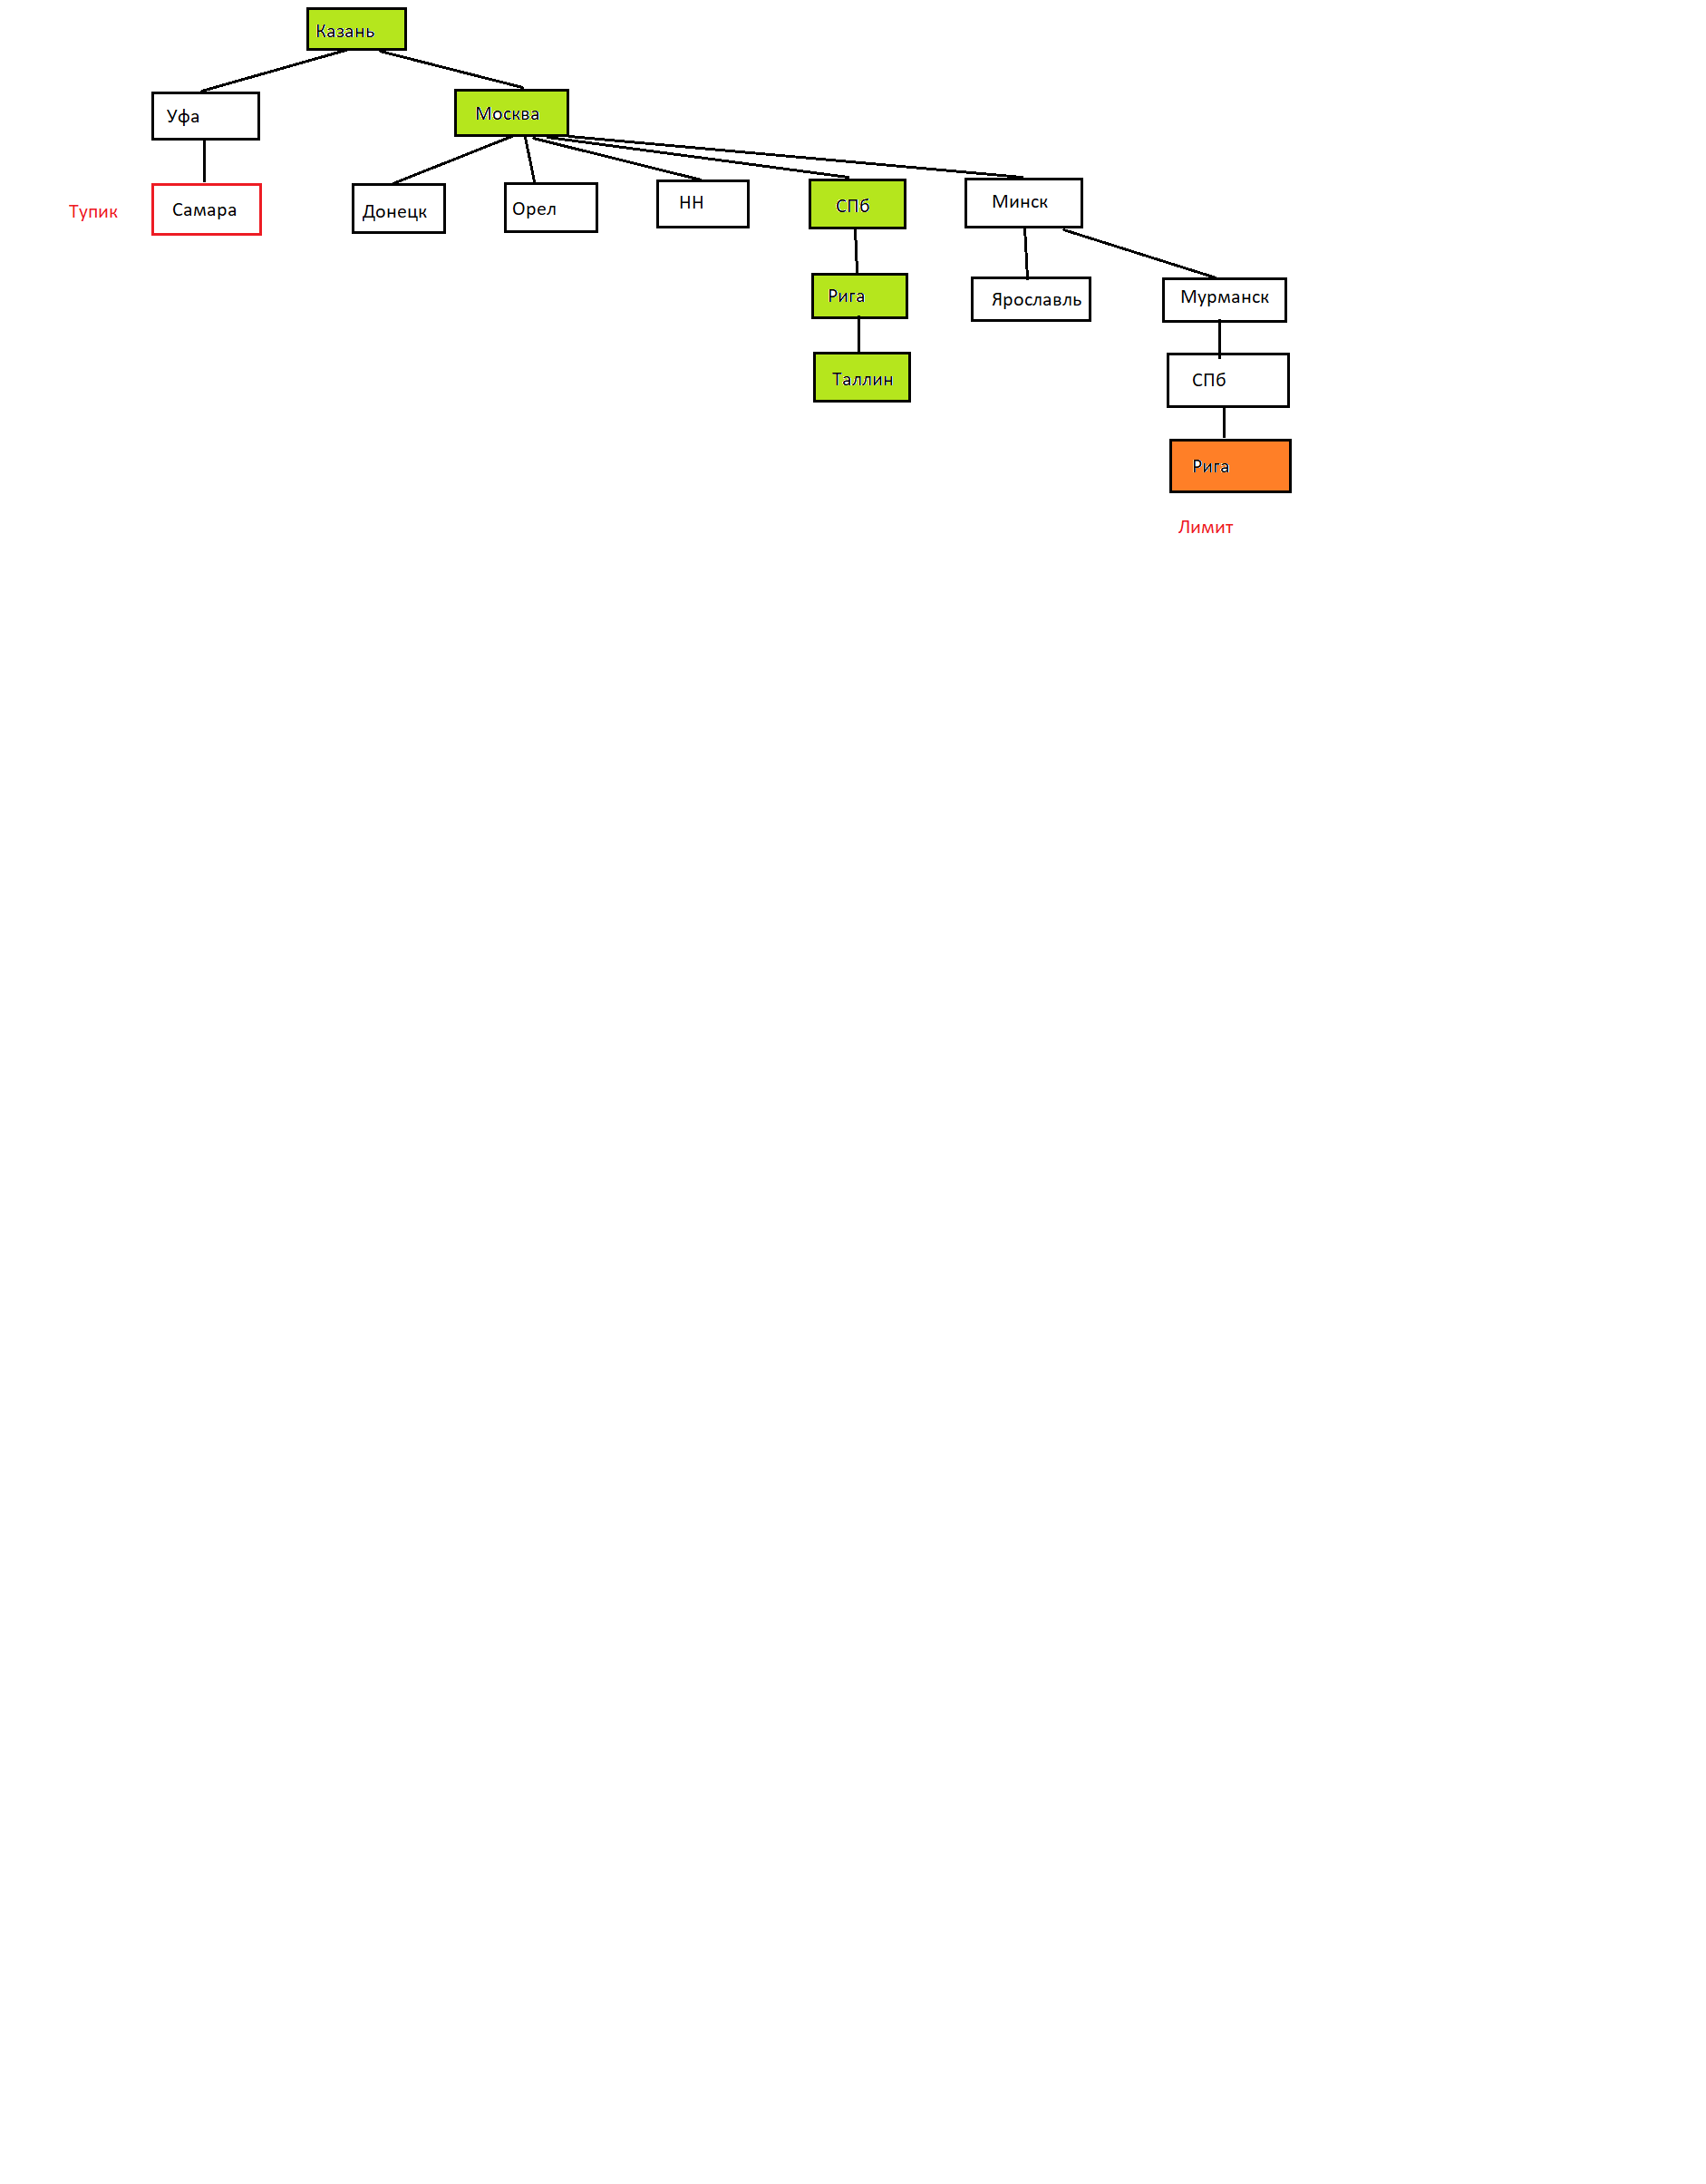 Казань
Уфа
Москва
Тупик
Самара
Донецк
Орел
НН
СПб
Минск
Рига
Ярославль
Мурманск
Таллин
СПб
Рига
Лимит